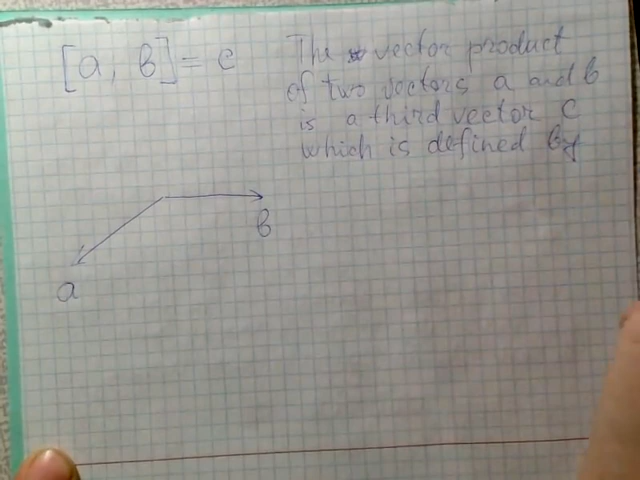 [a, b] = c
The vector product
of two vectors a and b
is a third vector c
which is defined by
b
a